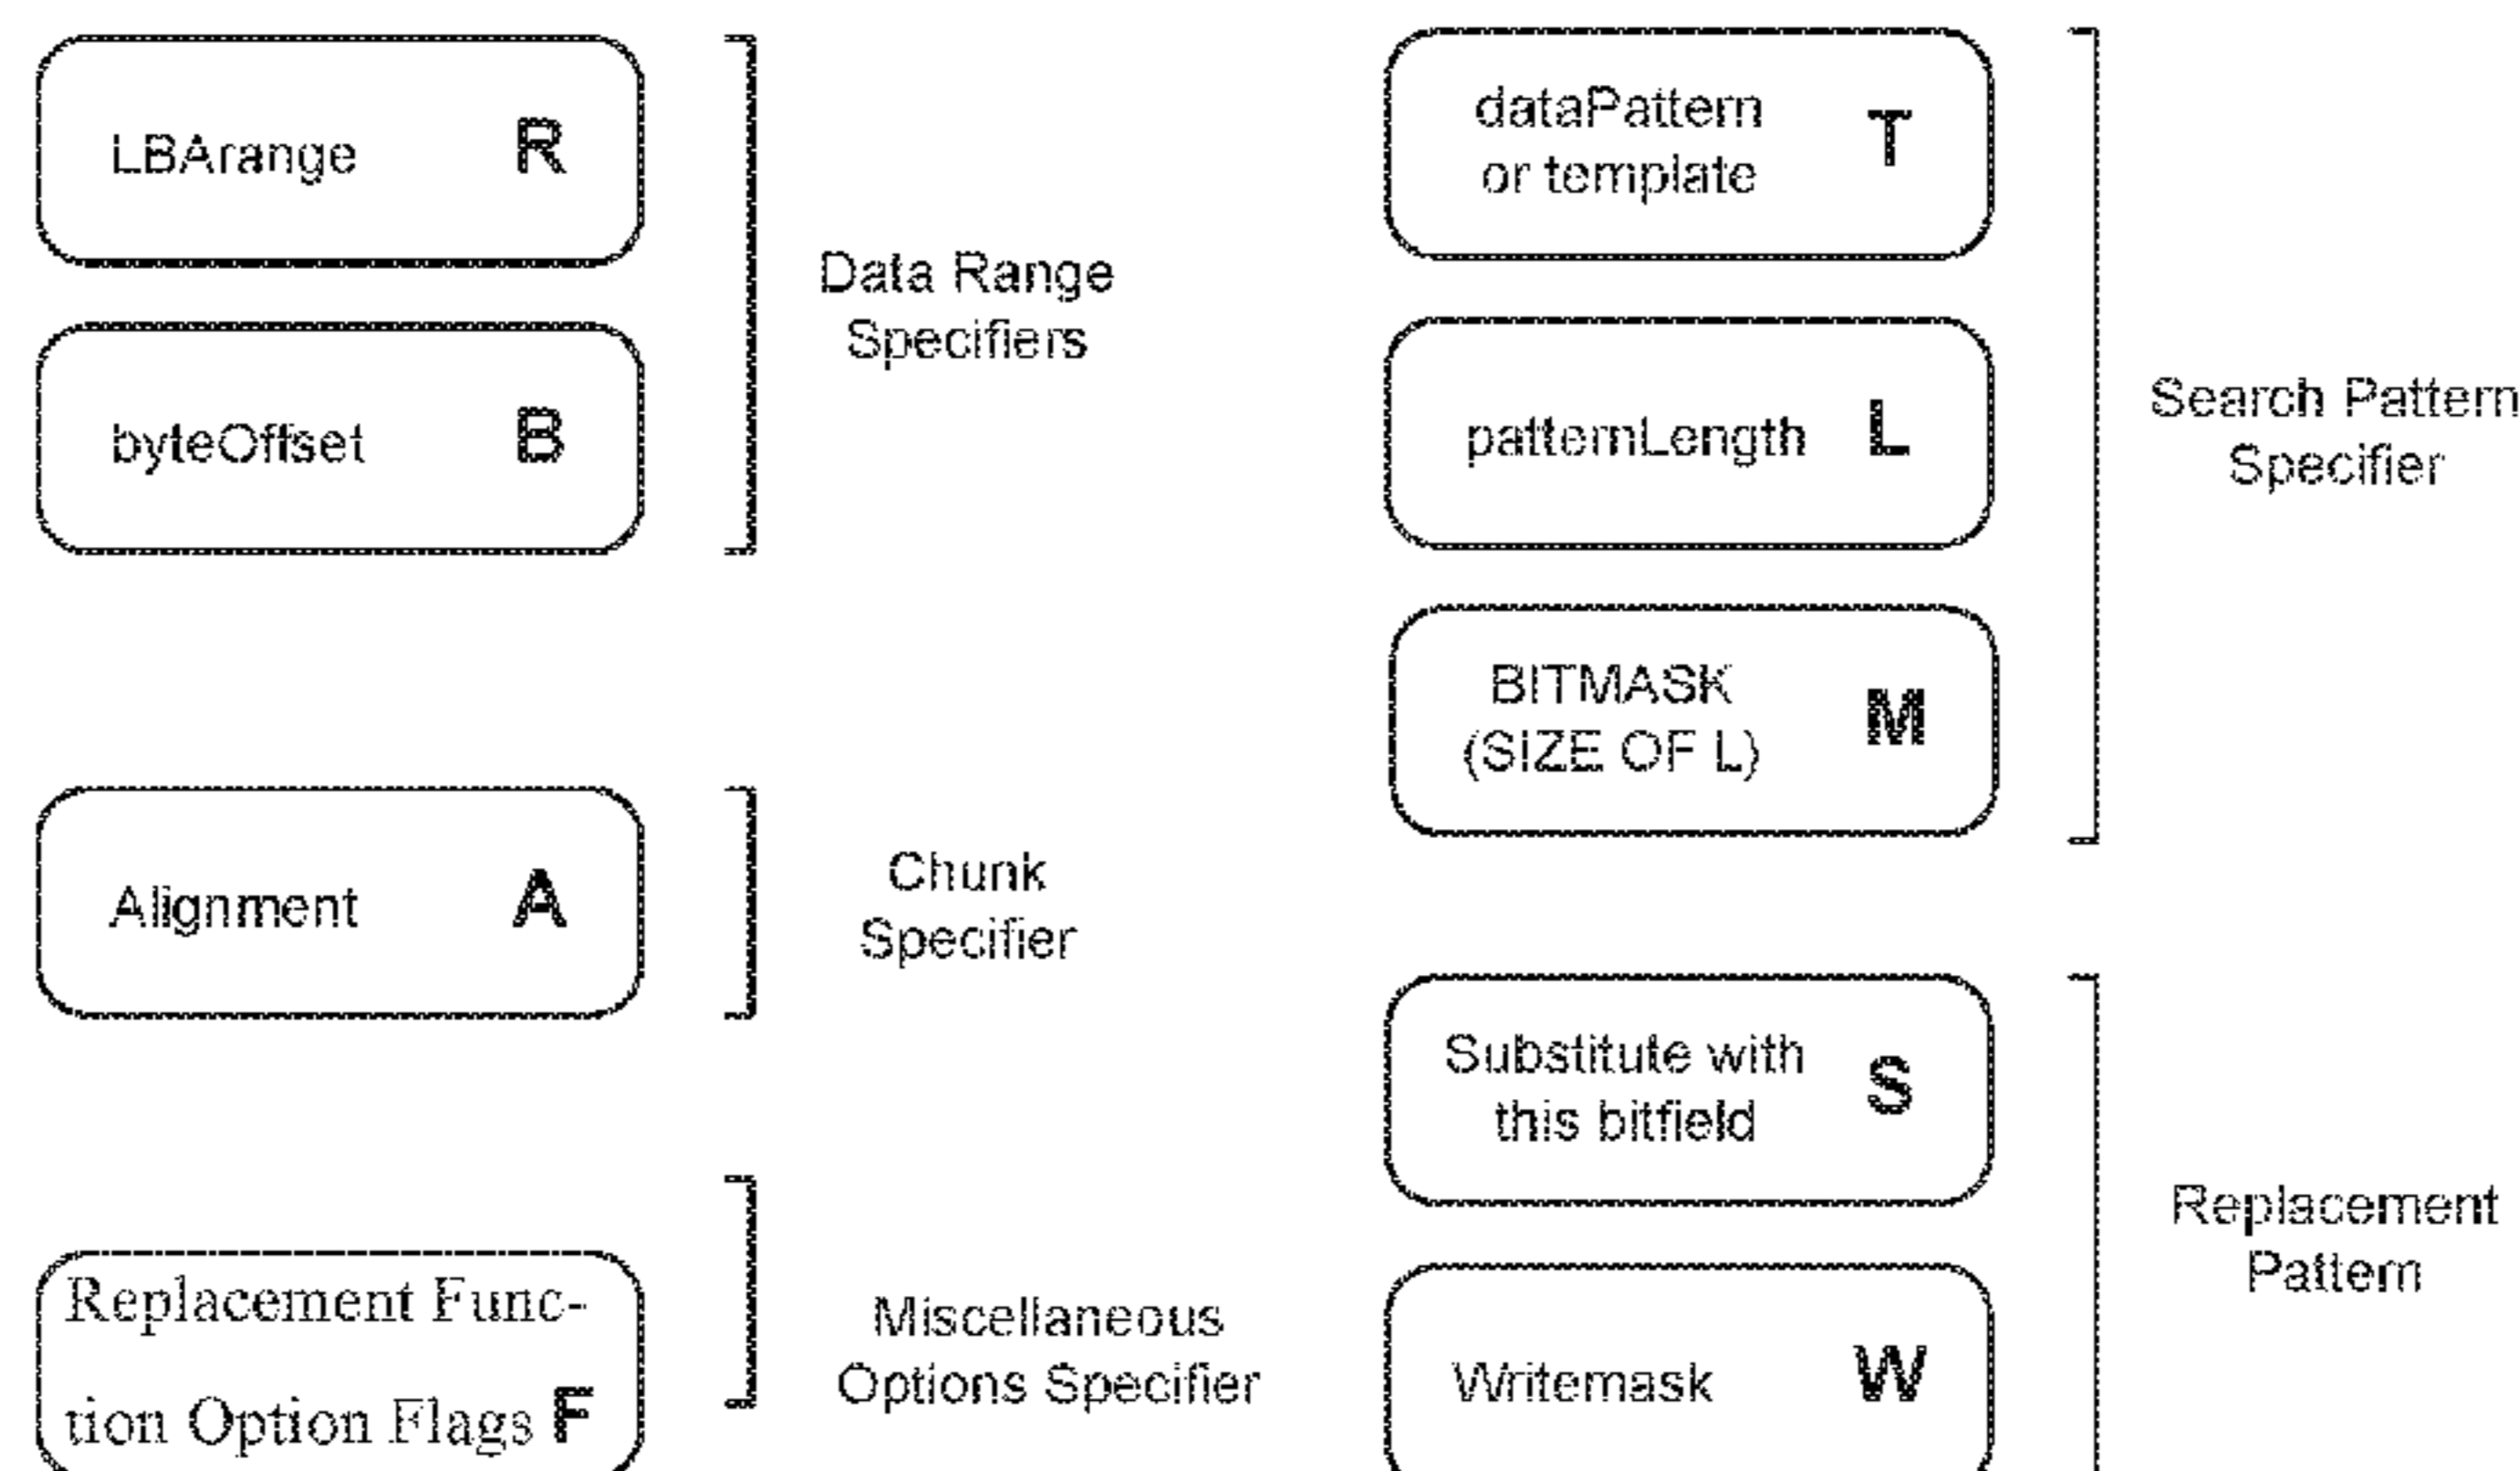 LBArange R
byteOffset B
Data Range
Specifiers
Alignment A
Chunk
Specifier
Replacement Func-
tion Option Flags F
Miscellaneous
Options Specifier
dataPattern
or template
T
patternLength L
BITMASK
(SIZE OF L)
M
Search Pattern
Specifier
Substitute with
this bitfield
S
Writemask W
Replacement
Pattern